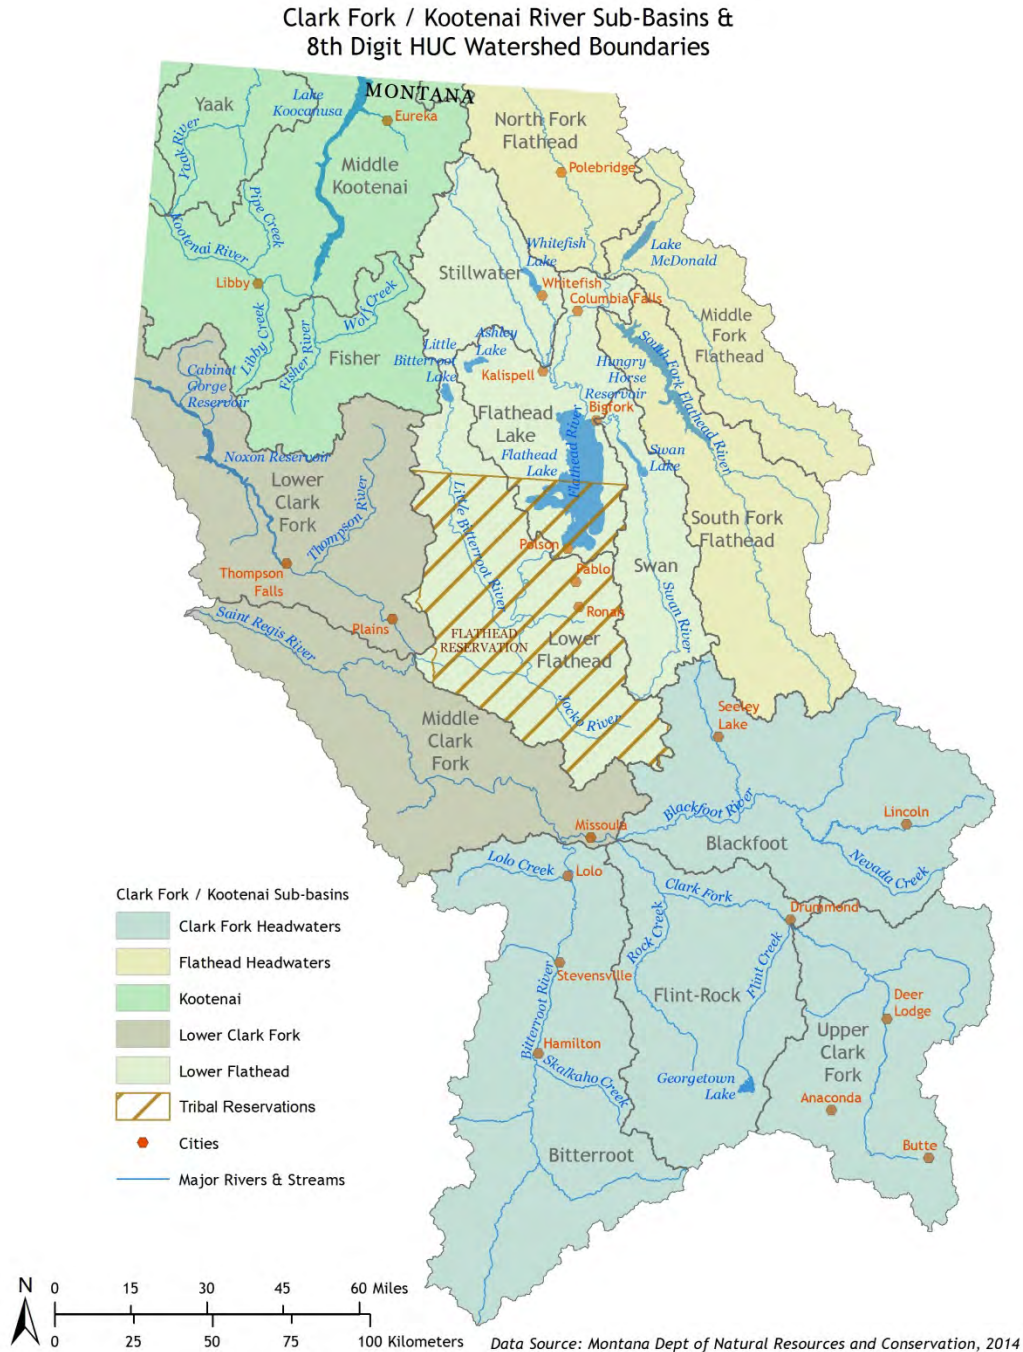 Clark Fork / Kootenai River Sub-Basins &
8th Digit HUC Watershed Boundaries
MONTANA
Yaak
Lake
Koocanusa
Eureka
North Fork
Flathead
Yaak River
Middle
Kootenai
Polebridge
Pipe Creek
Kootenai River
Whitefish
Lake
Lake
McDonald
Stillwater
Libby
Whitefish
Columbia Falls
Wolf Creek
Libby Creek
Fisher River
Fisher
Middle
Fork
Flathead
South Fork Flathead River
Ashley
Lake
Little
Bitterroot
Lake
Kalispell
Hungry
Horse
Reservoir
Cabinet
Gorge
Reservoir
Bigfork
Flathead
Lake
Flathead
Lake
Flathead River
Swan
Lake
Noxon Reservoir
Lower
Clark
Fork
Thompson River
Little Bitterroot River
South Fork
Flathead
Polson
Pablo
Swan
Thompson
Falls
Ronan
Swan River
Saint Regis River
Plains
FLATHEAD
RESERVATION
Lower
Flathead
Jocko River
Middle
Clark
Fork
Seeley
Lake
Blackfoot River
Lincoln
Missoula
Blackfoot
Nevada Creek
Lolo Creek
Lolo
Clark Fork
Drummond
Rock Creek
Flint Creek
Stevensville
Bitterroot River
Flint-Rock
Deer
Lodge
Upper
Clark
Fork
Hamilton
Skalkaho Creek
Georgetown
Lake
Anaconda
Butte
Bitterroot
Clark Fork / Kootenai Sub-basins
Clark Fork Headwaters
Flathead Headwaters
Kootenai
Lower Clark Fork
Lower Flathead
Tribal Reservations
Cities
Major Rivers & Streams
N
0 15 30 45 60 Miles
0 25 50 75 100 Kilometers
Data Source: Montana Dept of Natural Resources and Conservation, 2014